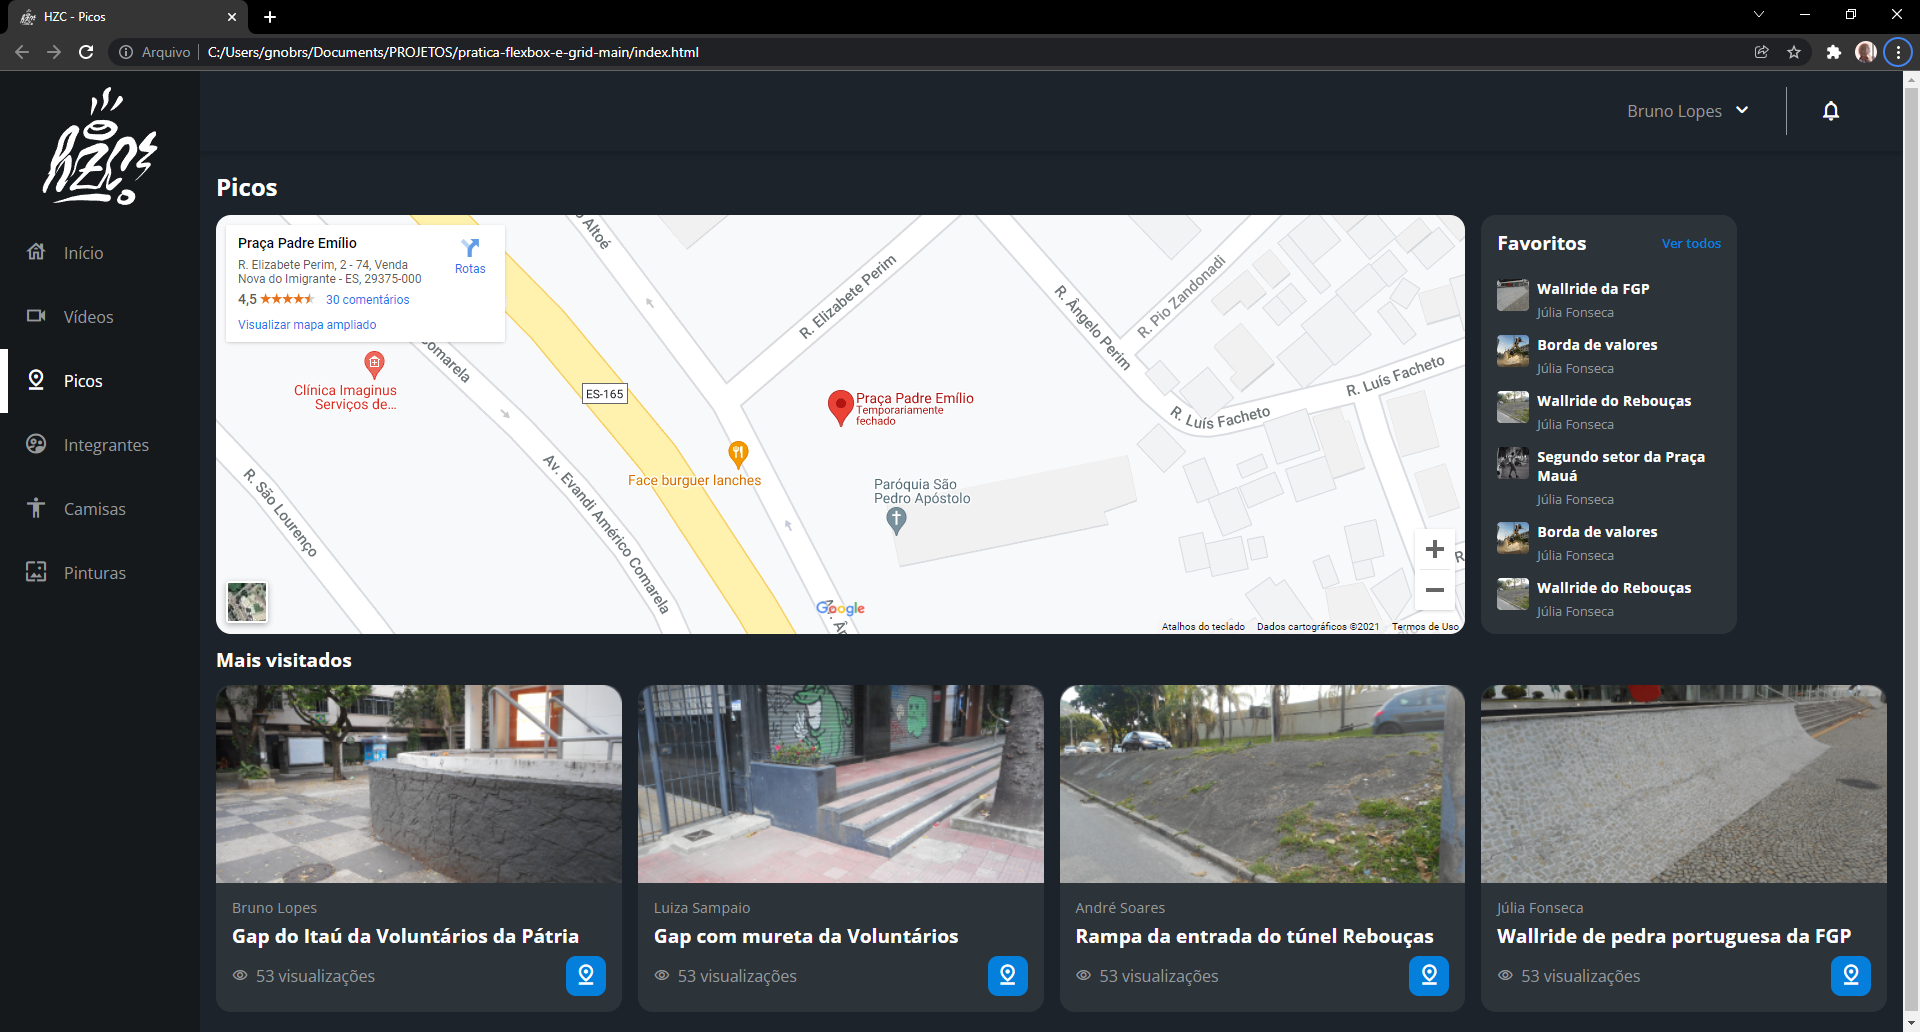 HZC - Picos
Arquivo C:/Users/gnobrs/Documents/PROJETOS/pratica-flexbox-e-grid-main/index.html
hZC
Bruno Lopes
Início
Vídeos
Picos
Integrantes
Camisas
Pinturas
Picos
Praça Padre Emílio
R. Elizabete Perim, 2 - 74, Venda
Nova do Imigrante - ES, 29375-000
4,5 30 comentários
Visualizar mapa ampliado
Rotas
Altoé
R. Elizabete Perim
R. Ângelo Perim
R. Pio Zandonadi
R. Luís Facheto
R. Luís Facheto
Comarela
Clínica Imaginus
Serviços de...
ES-165
Praça Padre Emílio
Temporariamente
fechado
Face burguer lanches
Paróquia São
Pedro Apóstolo
R. São Lourenço
Av. Evandi Américo Comarela
Google
Atalhos do teclado Dados cartográficos ©2021 Termos de Uso
Favoritos
Ver todos
Wallride da FGP
Júlia Fonseca
Borda de valores
Júlia Fonseca
Wallride do Rebouças
Júlia Fonseca
Segundo setor da Praça
Mauá
Júlia Fonseca
Borda de valores
Júlia Fonseca
Wallride do Rebouças
Júlia Fonseca
Mais visitados
Bruno Lopes
Gap do Itaú da Voluntários da Pátria
53 visualizações
Luiza Sampaio
Gap com mureta da Voluntários
53 visualizações
André Soares
Rampa da entrada do túnel Rebouças
53 visualizações
Júlia Fonseca
Wallride de pedra portuguesa da FGP
53 visualizações